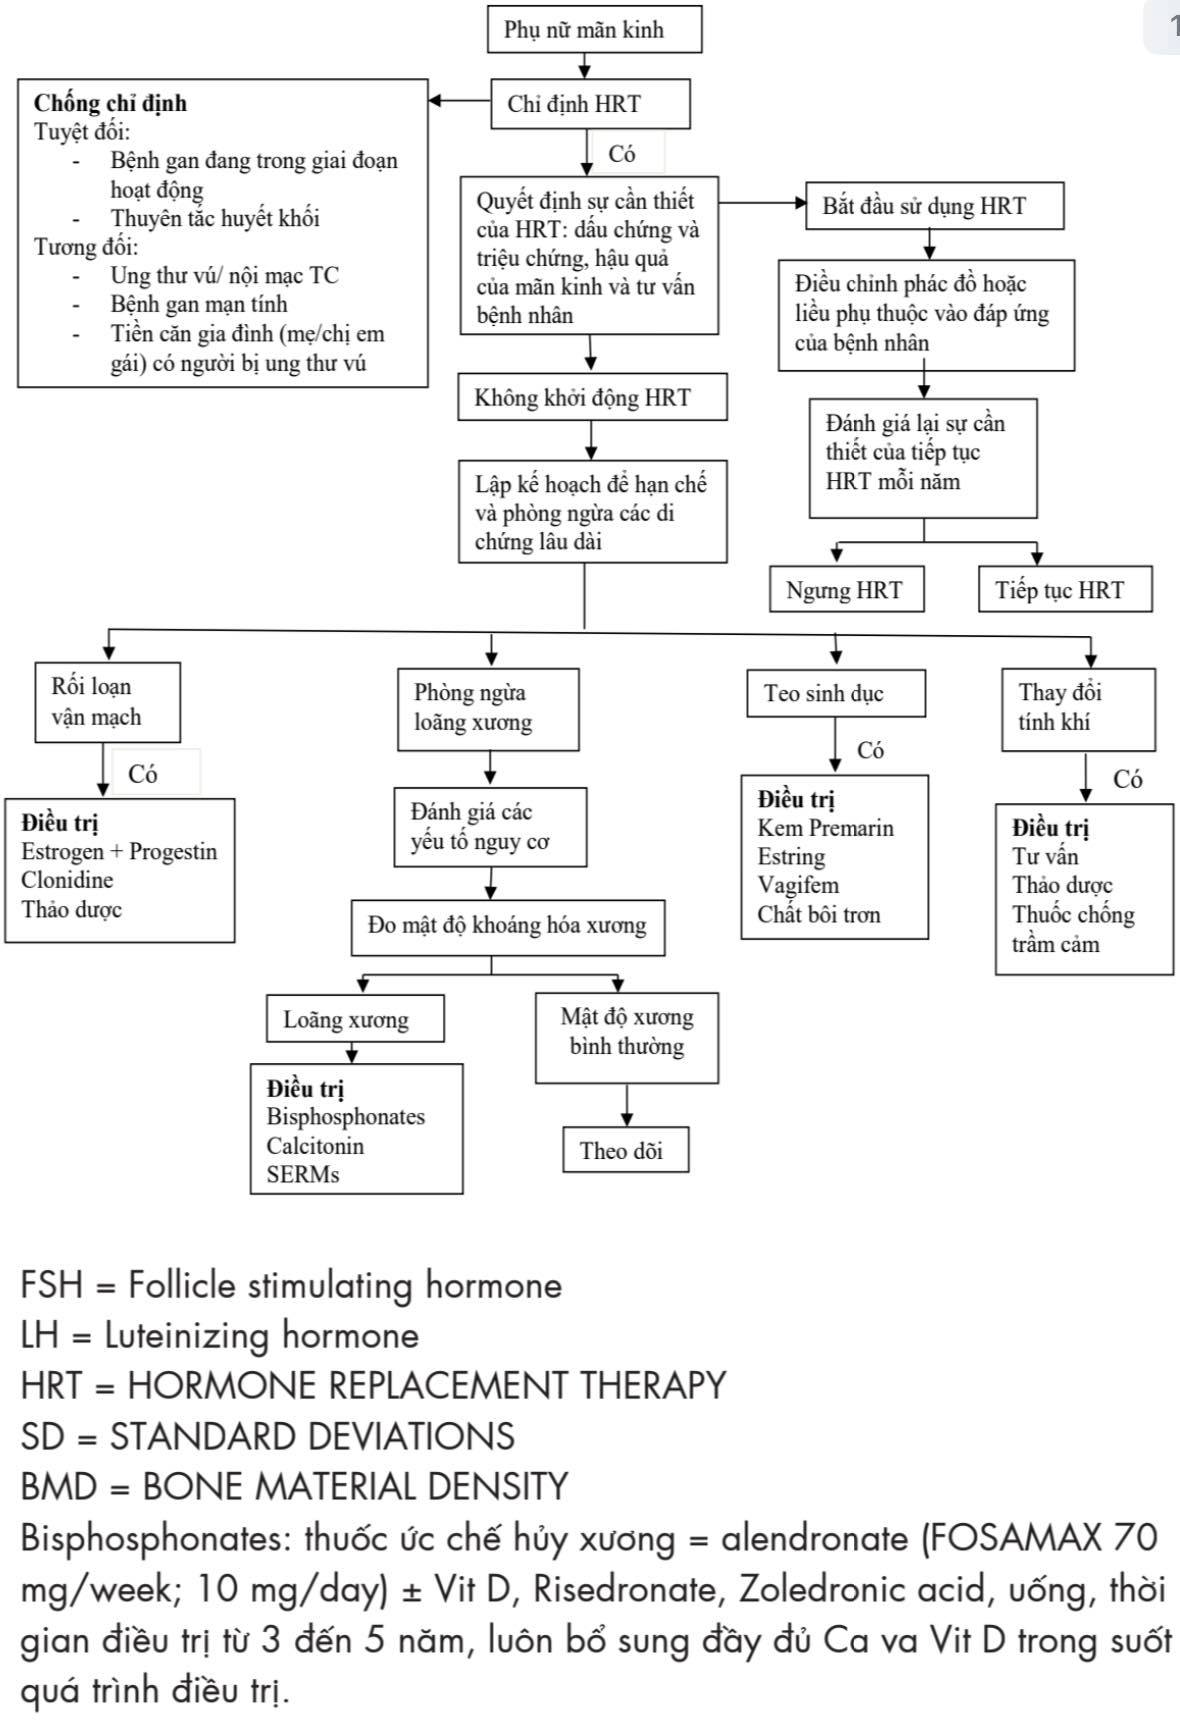 1
Phụ nữ mãn kinh
Chỉ định HRT
Chống chỉ định
Tuyệt đối:
- Bệnh gan đang trong giai đoạn
hoạt động
- Thuyên tắc huyết khối
Tương đối:
- Ung thư vú/ nội mạc TC
- Bệnh gan mạn tính
- Tiền căn gia đình (mẹ/chị em
gái) có người bị ung thư vú
Có
Quyết định sự cần thiết
của HRT: dấu chứng và
triệu chứng, hậu quả
của mãn kinh và tư vấn
bệnh nhân
Bắt đầu sử dụng HRT
Điều chỉnh phác đồ hoặc
liều phụ thuộc vào đáp ứng
của bệnh nhân
Không khởi động HRT
Đánh giá lại sự cần
thiết của tiếp tục
HRT mỗi năm
Lập kế hoạch để hạn chế
và phòng ngừa các di
chứng lâu dài
Ngưng HRT
Tiếp tục HRT
Rối loạn
vận mạch
Có
Điều trị
Estrogen + Progestin
Clonidine
Thảo dược
Phòng ngừa
loãng xương
Đánh giá các
yếu tố nguy cơ
Đo mật độ khoáng hóa xương
Loãng xương
Điều trị
Bisphosphonates
Calcitonin
SERMs
Mật độ xương
bình thường
Theo dõi
Teo sinh dục
Có
Điều trị
Kem Premarin
Estring
Vagifem
Chất bôi trơn
Thay đổi
tính khí
Có
Điều trị
Tư vấn
Thảo dược
Thuốc chống
trầm cảm
FSH = Follicle stimulating hormone
LH = Luteinizing hormone
HRT = HORMONE REPLACEMENT THERAPY
SD = STANDARD DEVIATIONS
BMD = BONE MATERIAL DENSITY
Bisphosphonates: thuốc ức chế hủy xương = alendronate (FOSAMAX 70
mg/week; 10 mg/day) ± Vit D, Risedronate, Zoledronic acid, uống, thời
gian điều trị từ 3 đến 5 năm, luôn bổ sung đầy đủ Ca va Vit D trong suốt
quá trình điều trị.